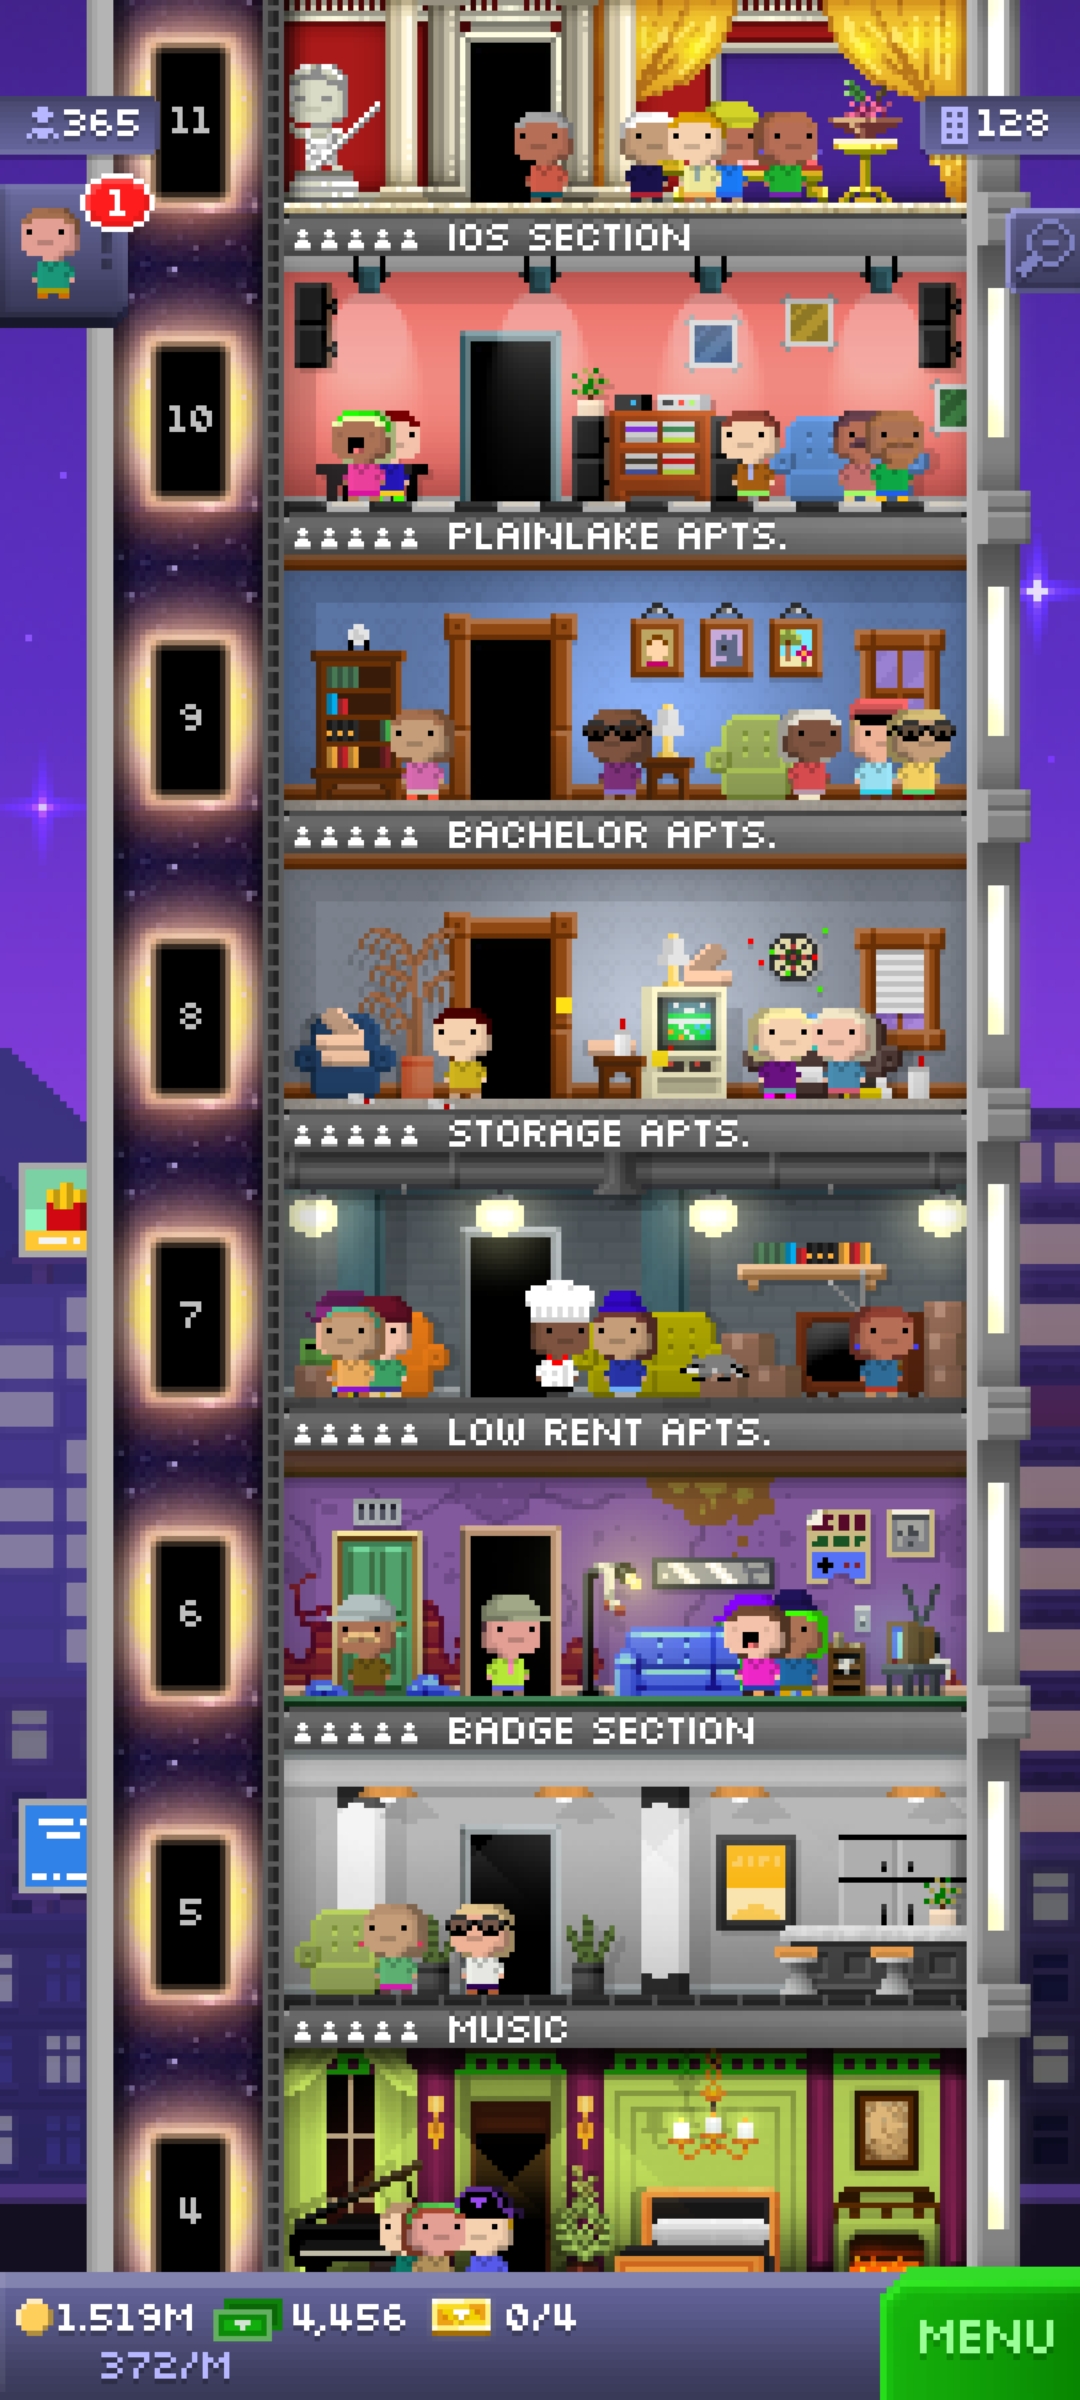 11
365
128
1
IOS SECTION
10
PLAINLAKE APTS.
9
BACHELOR APTS.
8
STORAGE APTS.
7
LOW RENT APTS.
6
BADGE SECTION
5
MUSIC
4
1.519M 4,456 0/4
372/M
MENU